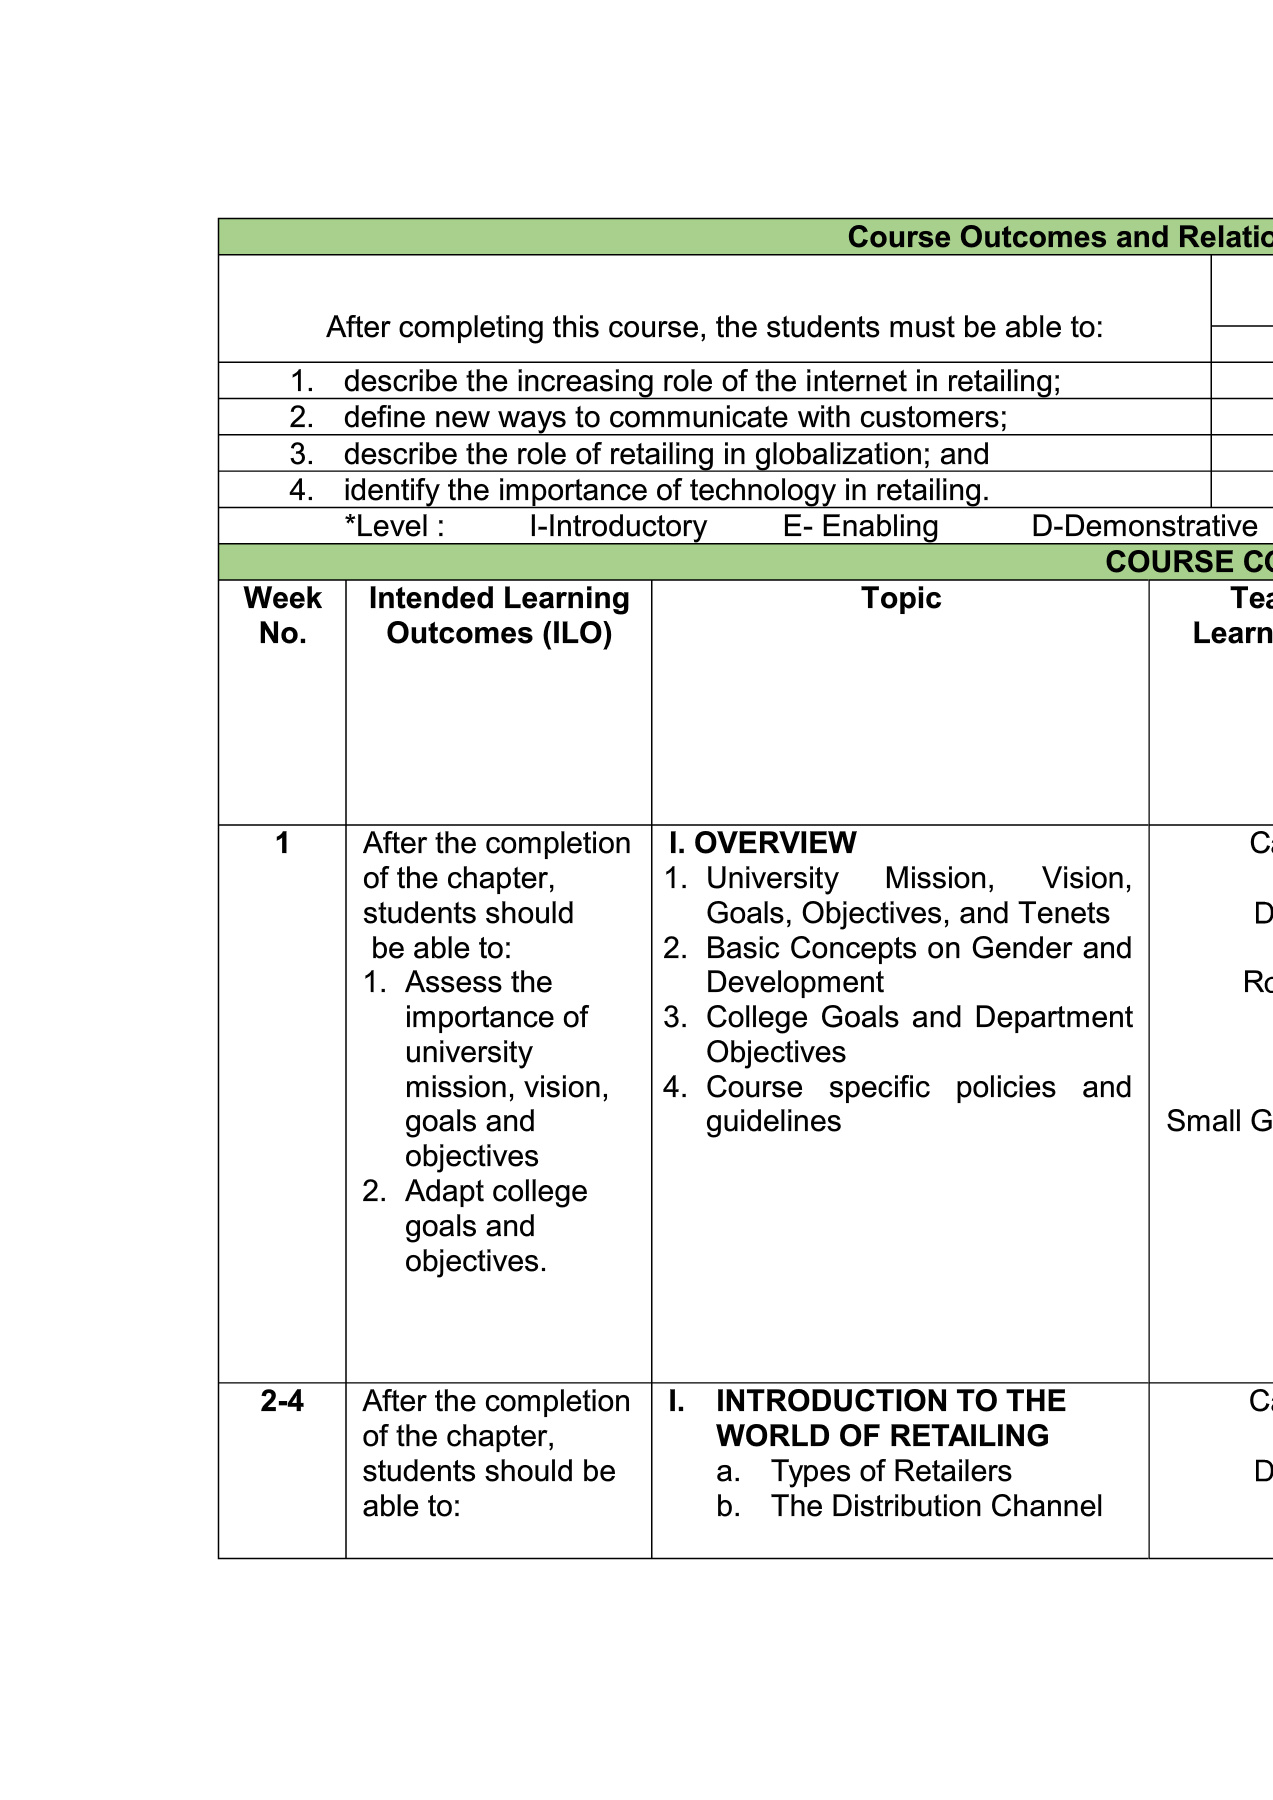 Course Outcomes and Relatio
After completing this course, the students must be able to:
1. describe the increasing role of the internet in retailing;
2. define new ways to communicate with customers;
3. describe the role of retailing in globalization; and
4. identify the importance of technology in retailing.
*Level : I-Introductory E- Enabling D-Demonstrative
COURSE CO
Week
No.
Intended Learning
Outcomes (ILO)
Topic
Tea
Learn
1
After the completion
of the chapter,
students should
be able to:
1. Assess the
importance of
university
mission, vision,
goals and
objectives
2. Adapt college
goals and
objectives.
I. OVERVIEW
1. University Mission, Vision,
Goals, Objectives, and Tenets
2. Basic Concepts on Gender and
Development
3. College Goals and Department
Objectives
4. Course specific policies and
guidelines
Ca
D
Ro
Small G
2-4
After the completion
of the chapter,
students should be
able to:
I. INTRODUCTION TO THE
WORLD OF RETAILING
a. Types of Retailers
b. The Distribution Channel
Ca
D